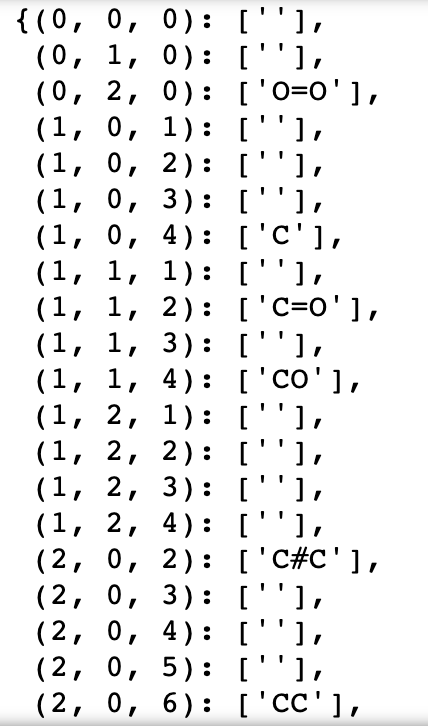 {(0, 0, 0): [''],
(0, 1, 0): [''],
(0, 2, 0): ['O=O'],
(1, 0, 1): [''],
(1, 0, 2): [''],
(1, 0, 3): [''],
(1, 0, 4): ['C'],
(1, 1, 1): [''],
(1, 1, 2): ['C=O'],
(1, 1, 3): [''],
(1, 1, 4): ['CO'],
(1, 2, 1): [''],
(1, 2, 2): [''],
(1, 2, 3): [''],
(1, 2, 4): [''],
(2, 0, 2): ['C#C'],
(2, 0, 3): [''],
(2, 0, 4): [''],
(2, 0, 5): [''],
(2, 0, 6): ['CC'],